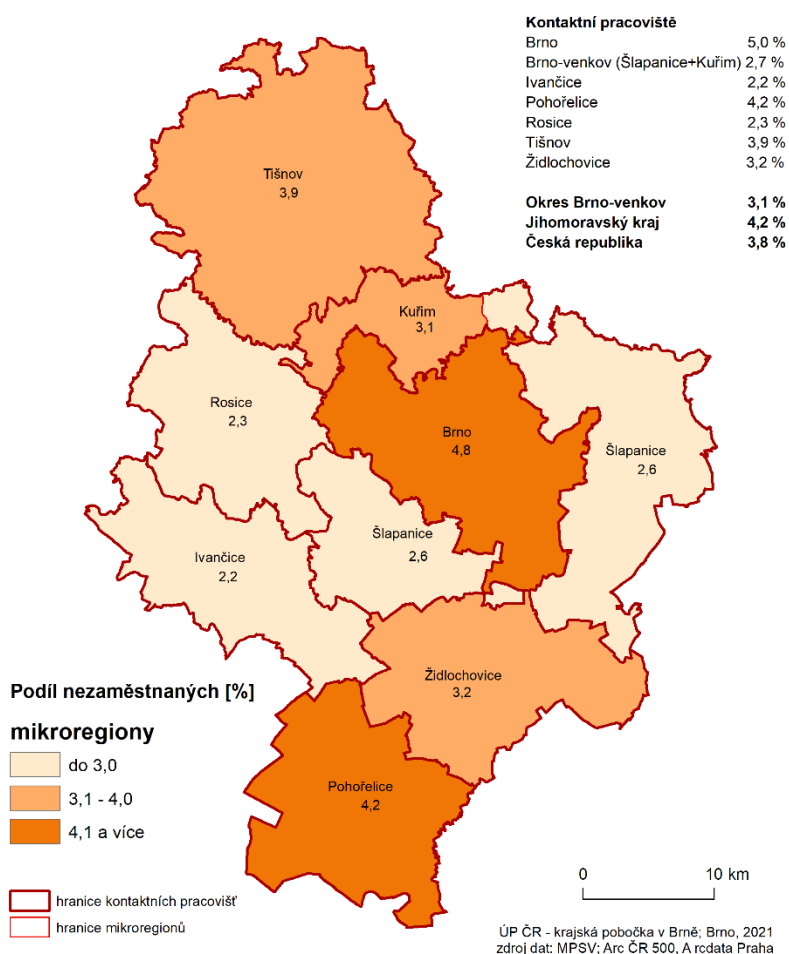 Kontaktní pracoviště
Brno 5,0 %
Brno-venkov (Šlapanice+Kuřim) 2,7 %
Ivančice 2,2 %
Pohořelice 4,2 %
Rosice 2,3 %
Tišnov 3,9 %
Židlochovice 3,2 %
Okres Brno-venkov 3,1 %
Jihomoravský kraj 4,2 %
Česká republika 3,8 %
Tišnov
3,9
Kuřim
3,1
Rosice
2,3
Brno
4,8
Šlapanice
2,6
Šlapanice
2,6
Ivančice
2,2
Židlochovice
3,2
Pohořelice
4,2
Podíl nezaměstnaných [%]
mikroregiony
do 3,0
3,1 - 4,0
4,1 a více
hranice kontaktních pracovišť
hranice mikroregionů
0 10 km
ÚP ČR - krajská pobočka v Brně; Brno, 2021
zdroj dat: MPSV; Arc ČR 500, A rcdata Praha